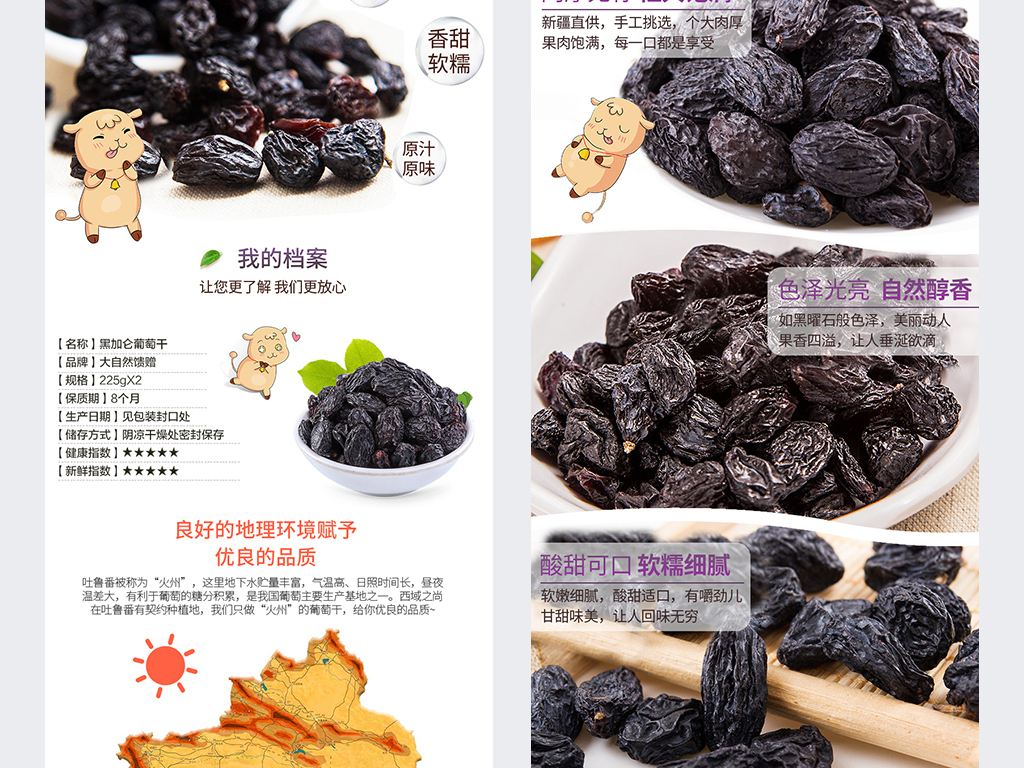 香甜
软糯
原汁
原味
我的档案
让您更了解 我们更放心
【名称】黑加仑葡萄干
【品牌】大自然馈赠
【规格】225gX2
【保质期】8个月
【生产日期】见包装封口处
【储存方式】阴凉干燥处密封保存
【健康指数】★★★★★
【新鲜指数】★★★★★
良好的地理环境赋予
优良的品质
吐鲁番被称为“火州”，这里地下水贮量丰富，气温高、日照时间长，昼夜
温差大，有利于葡萄的糖分积累，是我国葡萄主要生产基地之一。西域之尚
在吐鲁番有契约种植地，我们只做“火州”的葡萄干，给你优良的品质~
新疆直供，手工挑选，个大肉厚
果肉饱满，每一口都是享受
色泽光亮 自然醇香
如黑曜石般色泽，美丽动人
果香四溢，让人垂涎欲滴
酸甜可口 软糯细腻
软嫩细腻，酸甜适口，有嚼劲儿
甘甜味美，让人回味无穷